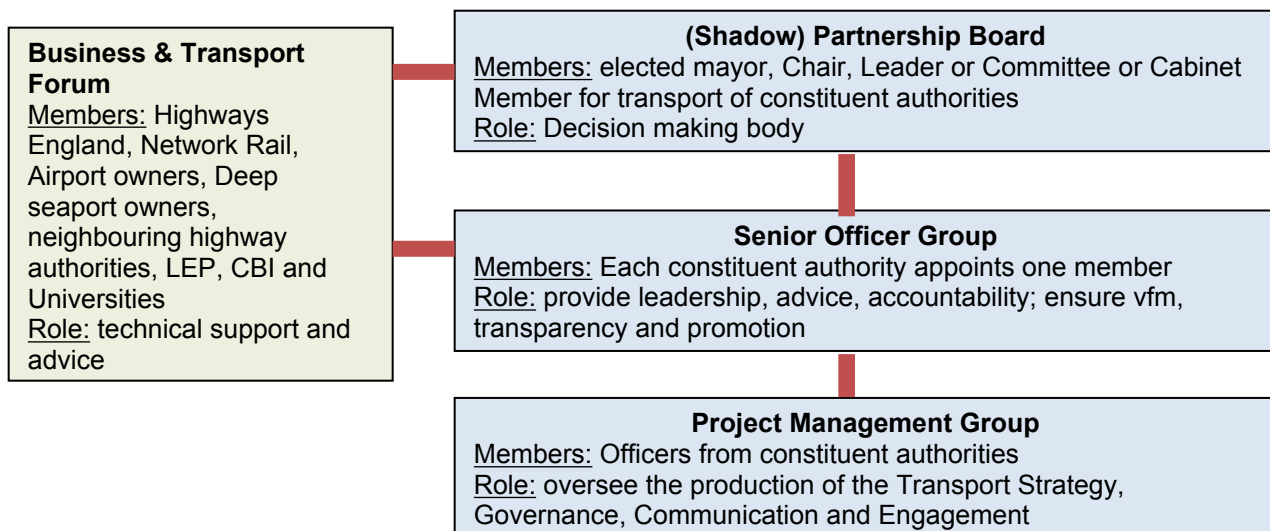 Business & Transport
Forum
Members: Highways
England, Network Rail,
Airport owners, Deep
seaport owners,
neighbouring highway
authorities, LEP, CBI and
Universities
Role: technical support and
advice
(Shadow) Partnership Board
Members: elected mayor, Chair, Leader or Committee or Cabinet
Member for transport of constituent authorities
Role: Decision making body
Senior Officer Group
Members: Each constituent authority appoints one member
Role: provide leadership, advice, accountability; ensure vfm,
transparency and promotion
Project Management Group
Members: Officers from constituent authorities
Role: oversee the production of the Transport Strategy,
Governance, Communication and Engagement